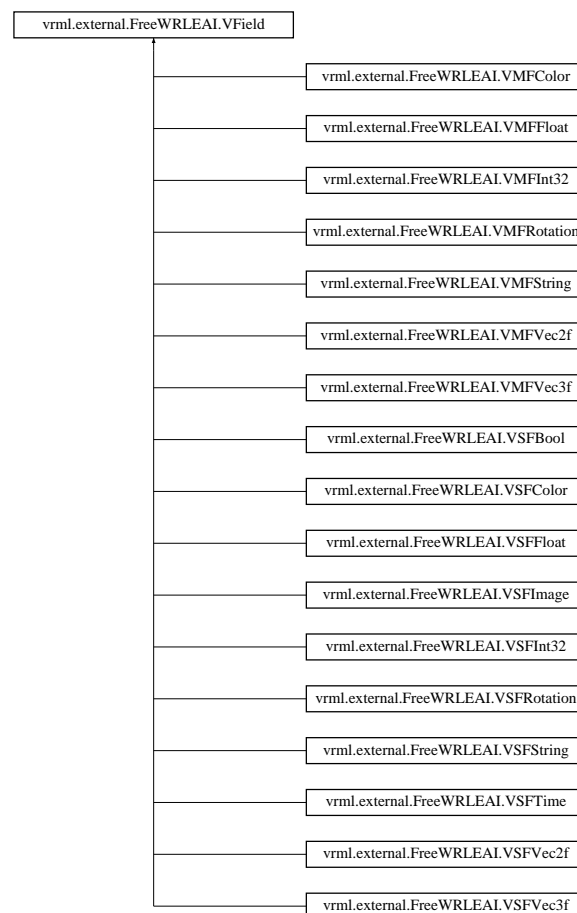 vrml.external.FreeWRLEAI.VField
vrml.external.FreeWRLEAI.VMFColor
vrml.external.FreeWRLEAI.VMFFloat
vrml.external.FreeWRLEAI.VMFInt32
vrml.external.FreeWRLEAI.VMFRotation
vrml.external.FreeWRLEAI.VMFString
vrml.external.FreeWRLEAI.VMFVec2f
vrml.external.FreeWRLEAI.VMFVec3f
vrml.external.FreeWRLEAI.VSFBool
vrml.external.FreeWRLEAI.VSFColor
vrml.external.FreeWRLEAI.VSFFloat
vrml.external.FreeWRLEAI.VSFImage
vrml.external.FreeWRLEAI.VSFInt32
vrml.external.FreeWRLEAI.VSFRotation
vrml.external.FreeWRLEAI.VSFString
vrml.external.FreeWRLEAI.VSFTime
vrml.external.FreeWRLEAI.VSFVec2f
vrml.external.FreeWRLEAI.VSFVec3f